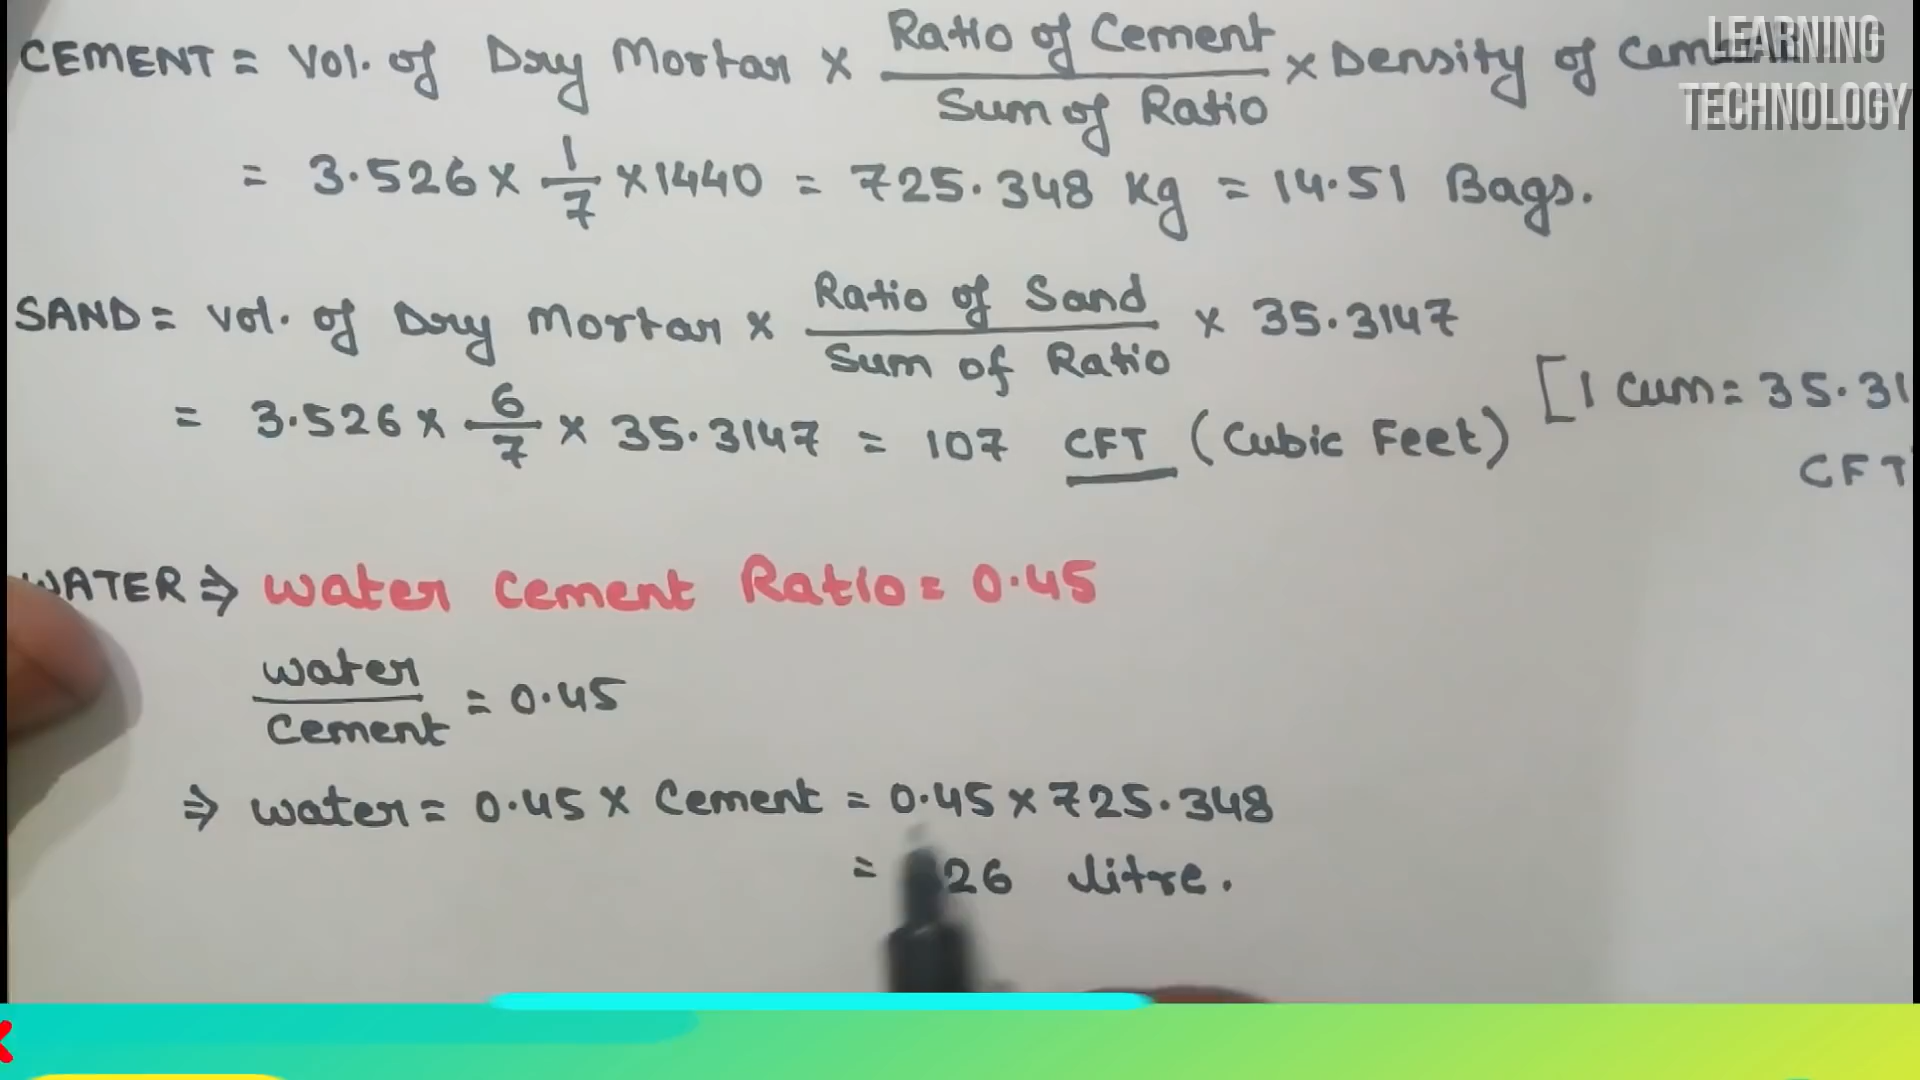 LEARNING
TECHNOLOGY
CEMENT = Vol. of Dry Mortar × Ratio of Cement / Sum of Ratio × Density of
= 3.526 × 1/7 × 1440 = 725.348 Kg = 14.51 Bags.
SAND = Vol. of Dry Mortar × Ratio of Sand / Sum of Ratio × 35.3147
= 3.526 × 6/7 × 35.3147 = 107 CFT (Cubic Feet)
[1 Cum = 35.31
CFT
WATER ⇒ Water Cement Ratio = 0.45
Water / Cement = 0.45
⇒ Water = 0.45 × Cement = 0.45 × 725.348
= 26 litre.